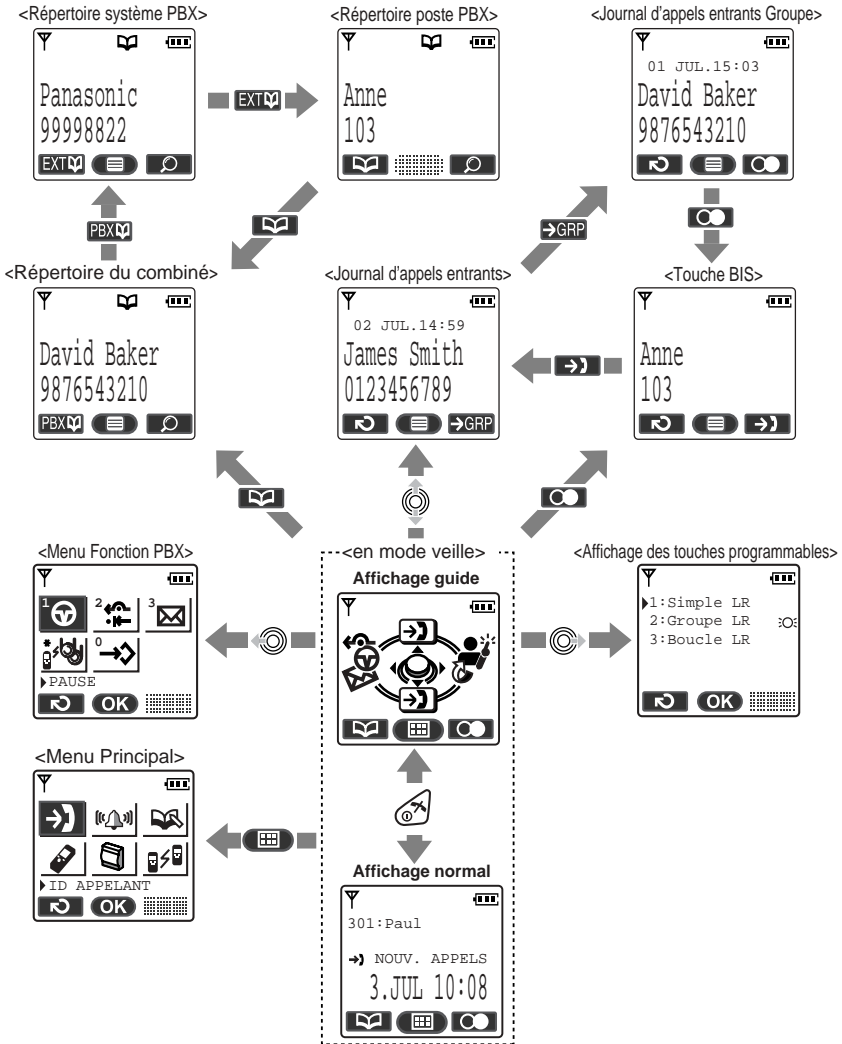 <Répertoire système PBX>
<Répertoire poste PBX>
<Journal d'appels entrants Groupe>
Panasonic
99998822
EXT
EXT
Anne
103
01 JUL.15:03
David Baker
9876543210
PBX
→GRP
<Répertoire du combiné>
<Journal d'appels entrants>
<Touche BIS>
David Baker
9876543210
PBX
02 JUL.14:59
James Smith
0123456789
→GRP
Anne
103
<Menu Fonction PBX>
<en mode veille>
<Affichage des touches programmables>
Affichage guide
1
2
3
*
0
PAUSE
OK
1:Simple LR
2:Groupe LR
3:Boucle LR
OK
<Menu Principal>
ID APPELANT
OK
Affichage normal
301:Paul
NOUV. APPELS
3.JUL 10:08